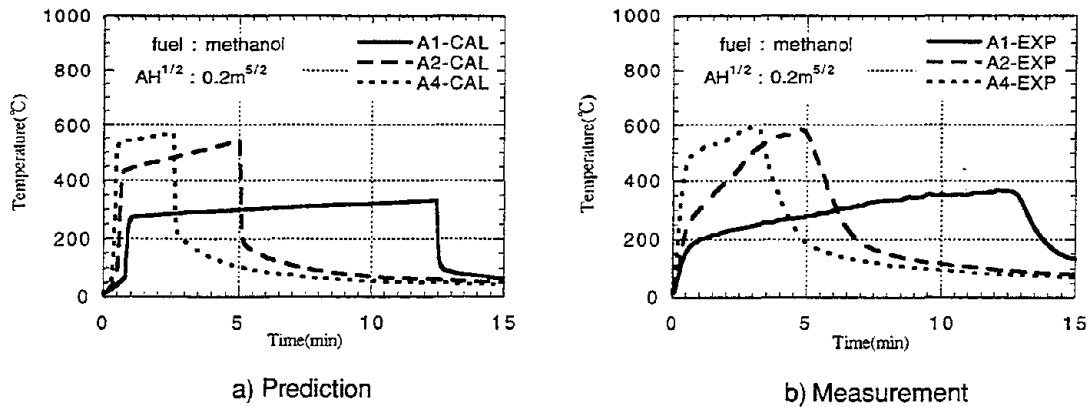 1000
800
600
400
200
0
Temperature(℃)
fuel : methanol
AH1/2 : 0.2m5/2
A1-CAL
A2-CAL
A4-CAL
0 5 10 15
Time(min)
a) Prediction
1000
800
600
400
200
0
Temperature(℃)
fuel : methanol
AH1/2 : 0.2m5/2
A1-EXP
A2-EXP
A4-EXP
0 5 10 15
Time(min)
b) Measurement